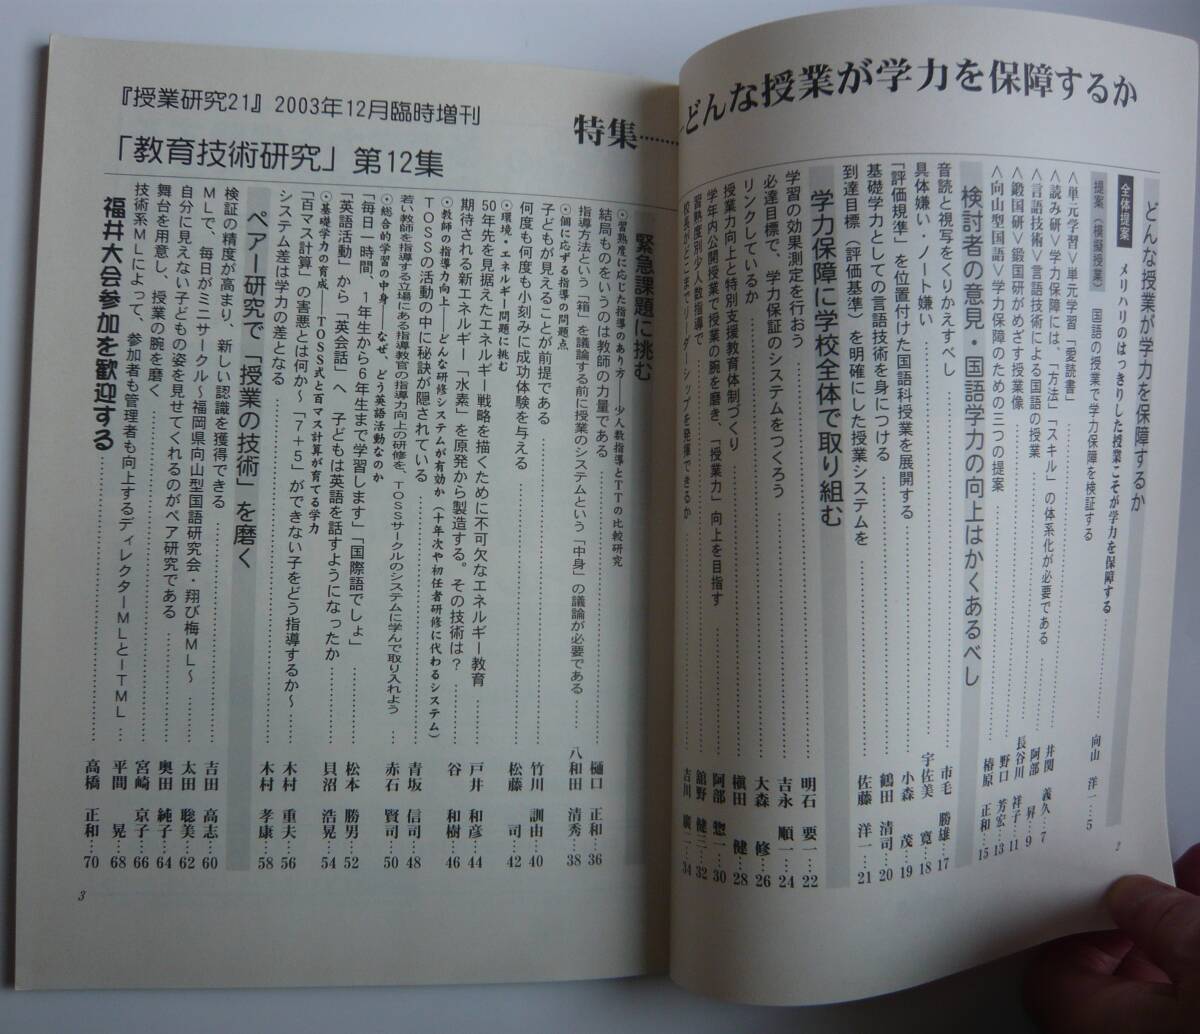 どんな授業が学力を保障するか
特集
『授業研究21』2003年12月臨時増刊
「教育技術研究」第12集
どんな授業が学力を保障するか
全体提案 メリハリのはっきりした授業こそが学力を保障する 2
提案(模擬授業) 国語の授業で学力保障を検証する 向山 洋一 5
<単元学習>単元学習「愛読書」 井関 義久 7
<読み研>学力保障には、「方法」「スキル」の体系化が必要である 阿部 昇 9
<言語技術>言語技術による国語の授業 長谷川 祥子 11
<鍛国研>鍛国研がめざす授業像 野口 芳宏 13
<向山型国語>学力保障のための三つの提案 椿原 正和 15
検討者の意見・国語学力の向上はかくあるべし
音読と視写をくりかえすべし 市毛 勝雄 17
具体嫌い・ノート嫌い 宇佐美 寛 18
「評価規準」を位置付けた国語科授業を展開する 小森 茂 19
基礎学力としての言語技術を身につける 鶴田 清司 20
到達目標(評価基準)を明確にした授業システムを 佐藤 洋一 21
学力保障に学校全体で取り組む
学習の効果測定を行おう 明石 要一 22
必達目標で、学力保証のシステムをつくろう 吉永 順一 24
リンクしているか 大森 修 26
授業力向上と特別支援教育体制づくり 槇田 健 28
学年内公開授業で授業の腕を磨き、「授業力」向上を目指す 阿部 惣一 30
習熟度別少人数指導で 舘野 健三 32
校長がどこまでリーダーシップを発揮できるか 吉川 廣二 34
緊急課題に挑む
◉習熟度に応じた指導のあり方──少人数指導とTTの比較研究
結局ものをいうのは教師の力量である 樋口 正和 36
指導方法という「箱」を議論する前に授業のシステムという「中身」の議論が必要である 八和田 清秀 38
◉個に応ずる指導の問題点
子どもが見えることが前提である 竹川 訓由 40
何度も何度も小刻みに成功体験を与える 松藤 司 42
◉環境・エネルギー問題に挑む
50年先を見据えたエネルギー戦略を描くために不可欠なエネルギー教育 戸井 和彦 44
期待される新エネルギー「水素」を原発から製造する。その技術は? 谷 和樹 46
◉教師の指導力向上──どんな研修システムが有効か(十年次や初任者研修に代わるシステム)
TOSSの活動の中に秘訣が隠されている 青坂 信司 48
若い教師を指導する立場にある指導教官の指導力向上の研修を、TOSSサークルのシステムに学んで取り入れよう 赤石 賢司 50
◉総合的学習の中身──なぜ、どう英語活動なのか
「毎日一時間、1年生から6年生まで学習します」「国際語でしょ」 松本 勝男 52
「英語活動」から「英会話」へ 子どもは英語を話すようになったか 貝沼 浩晃 54
◉基礎学力の育成──TOSS式と百マス計算が育てる学力
「百マス計算」の害悪とは何か~「7+5」ができない子をどう指導するか~ 木村 重夫 56
システム差は学力の差となる 木村 孝康 58
ペアー研究で「授業の技術」を磨く
検証の精度が高まり、新しい認識を獲得できる 吉田 高志 60
MLで、毎日がミニサークル~福岡県向山型国語研究会・翔び梅ML~ 太田 聡美 62
自分に見えない子どもの姿を見せてくれるのがペア研究である 奥田 純子 64
舞台を用意し、授業の腕を磨く 宮崎 京子 66
技術系MLによって、参加者も管理者も向上するディレクターMLとーTML 平間 晃 68
福井大会参加を歓迎する 高橋 正和 70
3